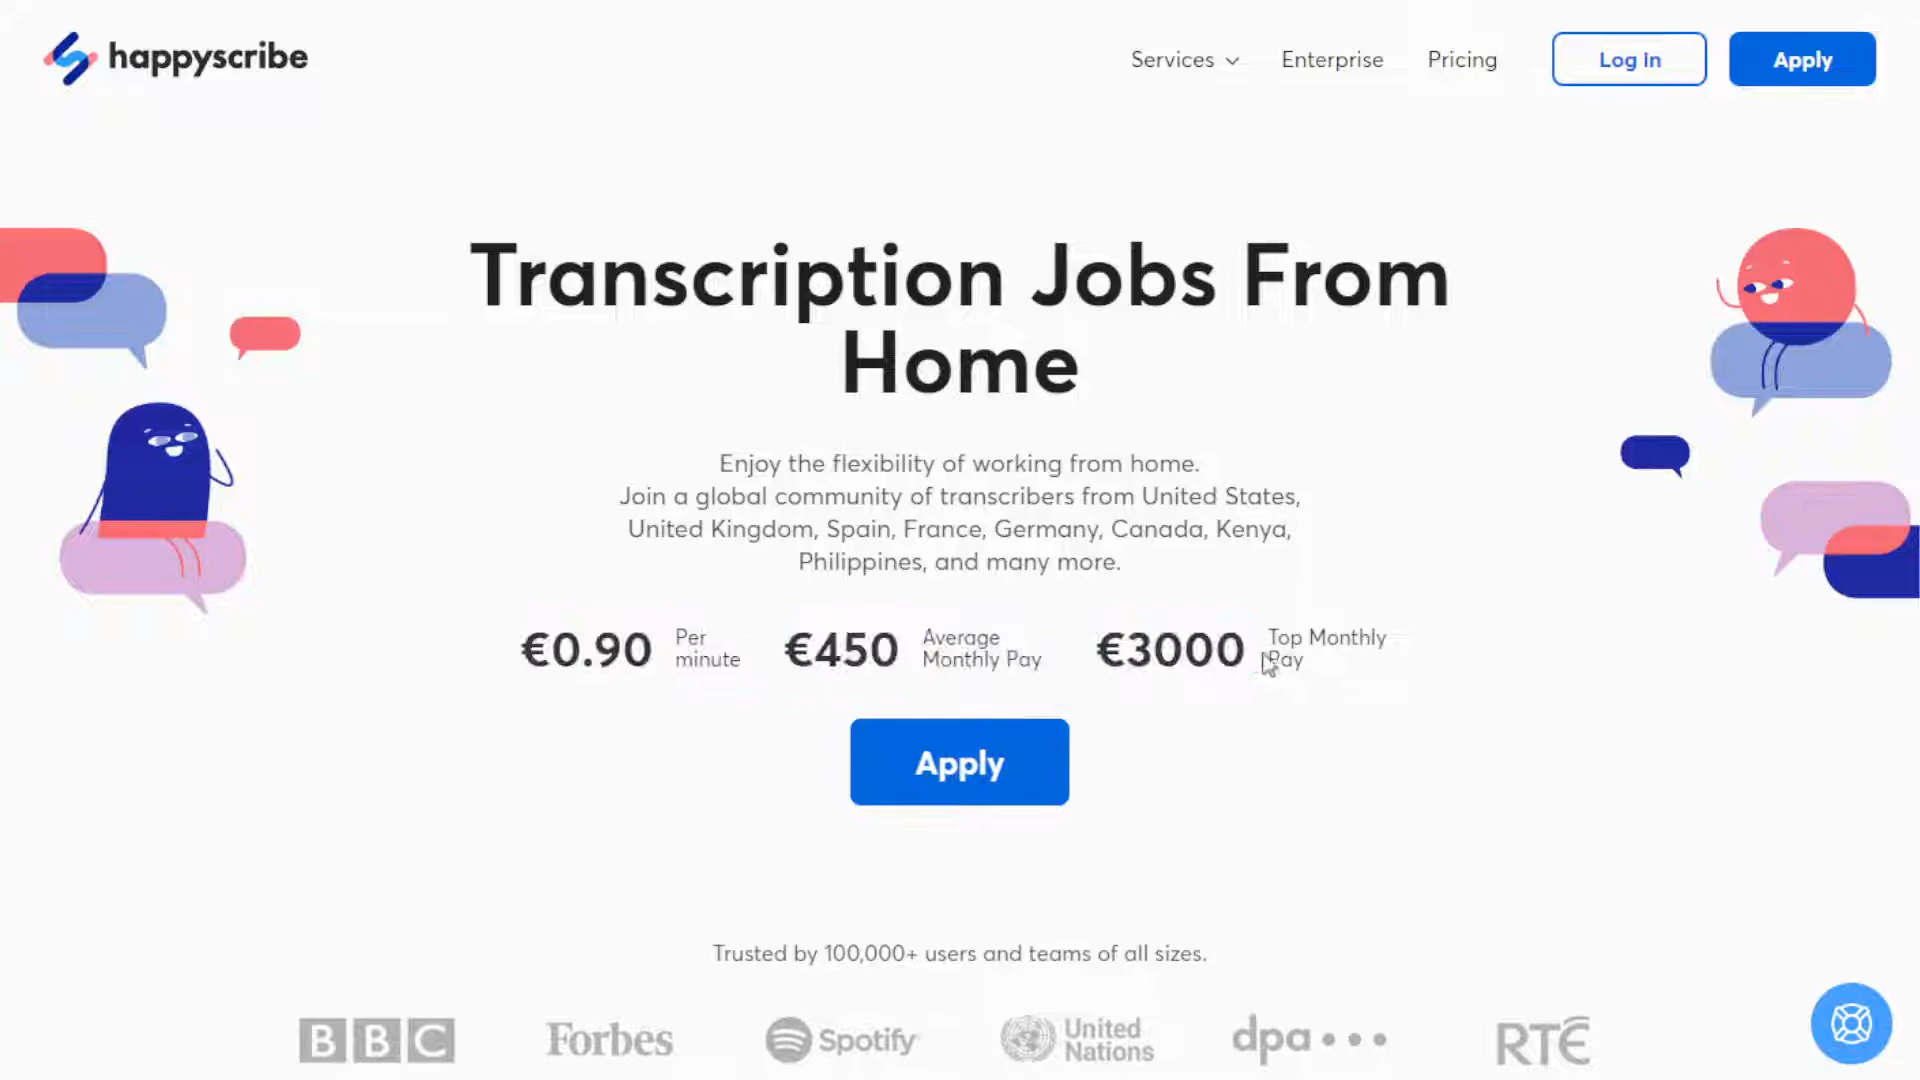 happyscribe
Services
Enterprise
Pricing
Log in
Apply
Transcription Jobs From
Home
Enjoy the flexibility of working from home.
Join a global community of transcribers from United States,
United Kingdom, Spain, France, Germany, Canada, Kenya,
Philippines, and many more.
€0.90 Per minute
€450 Average Monthly Pay
€3000 Top Monthly Pay
Apply
Trusted by 100,000+ users and teams of all sizes.
BBC
Forbes
Spotify
United Nations
dpa
RTÉ